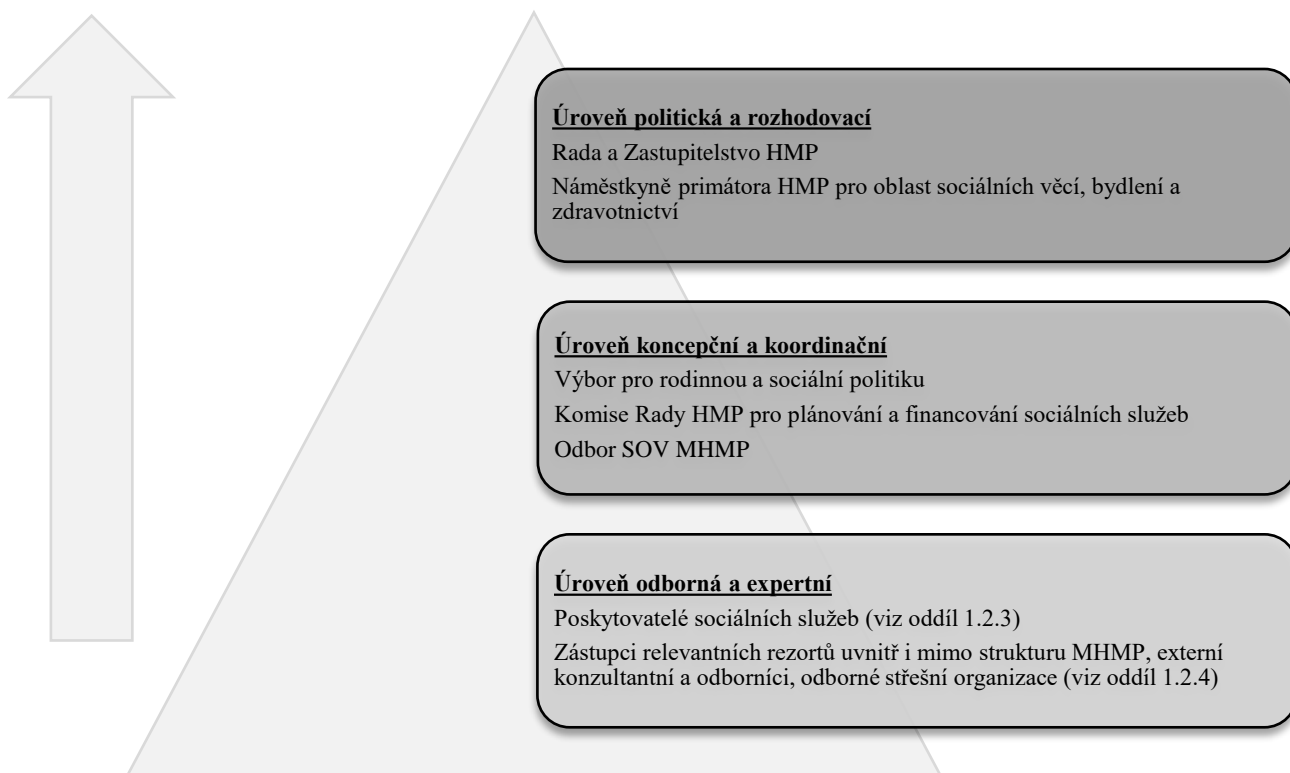 Úroveň politická a rozhodovací
Rada a Zastupitelstvo HMP
Náměstkyně primátora HMP pro oblast sociálních věcí, bydlení a
zdravotnictví
Úroveň koncepční a koordinační
Výbor pro rodinnou a sociální politiku
Komise Rady HMP pro plánování a financování sociálních služeb
Odbor SOV MHMP
Úroveň odborná a expertní
Poskytovatelé sociálních služeb (viz oddíl 1.2.3)
Zástupci relevantních rezortů uvnitř i mimo strukturu MHMP, externí
konzultantní a odborníci, odborné střešní organizace (viz oddíl 1.2.4)